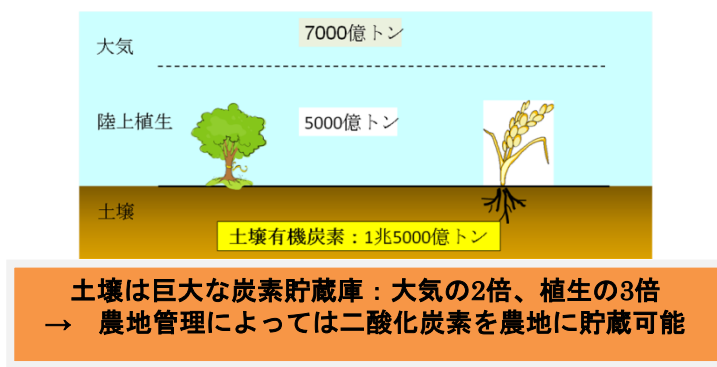 7000億トン
大気
陸上植生
5000億トン
土壌
土壌有機炭素：1兆5000億トン
土壌は巨大な炭素貯蔵庫：大気の2倍、植生の3倍
→　農地管理によっては二酸化炭素を農地に貯蔵可能